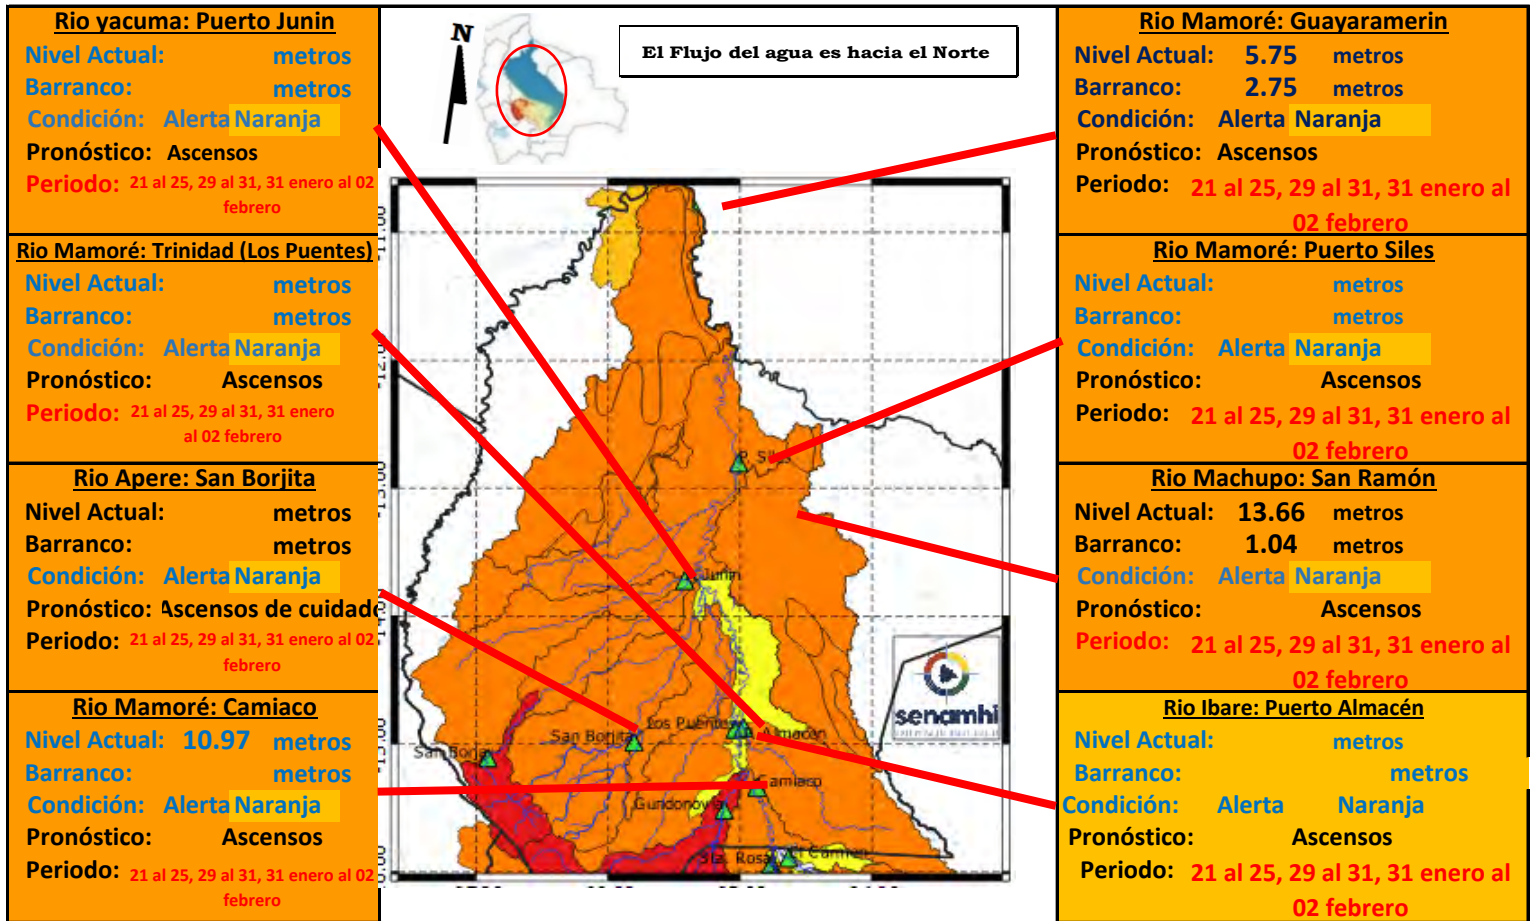 Rio yacuma: Puerto Junin
Nivel Actual: metros
Barranco: metros
Condición: Alerta Naranja
Pronóstico: Ascensos
Periodo: 21 al 25, 29 al 31, 31 enero al 02
febrero
Rio Mamoré: Trinidad (Los Puentes)
Nivel Actual: metros
Barranco: metros
Condición: Alerta Naranja
Pronóstico: Ascensos
Periodo: 21 al 25, 29 al 31, 31 enero
al 02 febrero
Rio Apere: San Borjita
Nivel Actual: metros
Barranco: metros
Condición: Alerta Naranja
Pronóstico: Ascensos de cuidado
Periodo: 21 al 25, 29 al 31, 31 enero al 02
febrero
Rio Mamoré: Camiaco
Nivel Actual: 10.97 metros
Barranco: metros
Condición: Alerta Naranja
Pronóstico: Ascensos
Periodo: 21 al 25, 29 al 31, 31 enero al 02
febrero
N
El Flujo del agua es hacia el Norte
P. Siles
Junin
Los Puentes
Almacén
San Borjita
San Borja
Camiaco
Gundonovia
Sta. Rosa
El Carmen
senamhi
Rio Mamoré: Guayaramerin
Nivel Actual: 5.75 metros
Barranco: 2.75 metros
Condición: Alerta Naranja
Pronóstico: Ascensos
Periodo: 21 al 25, 29 al 31, 31 enero al
02 febrero
Rio Mamoré: Puerto Siles
Nivel Actual: metros
Barranco: metros
Condición: Alerta Naranja
Pronóstico: Ascensos
Periodo: 21 al 25, 29 al 31, 31 enero al
02 febrero
Rio Machupo: San Ramón
Nivel Actual: 13.66 metros
Barranco: 1.04 metros
Condición: Alerta Naranja
Pronóstico: Ascensos
Periodo: 21 al 25, 29 al 31, 31 enero al
02 febrero
Rio Ibare: Puerto Almacén
Nivel Actual: metros
Barranco: metros
Condición: Alerta Naranja
Pronóstico: Ascensos
Periodo: 21 al 25, 29 al 31, 31 enero al
02 febrero